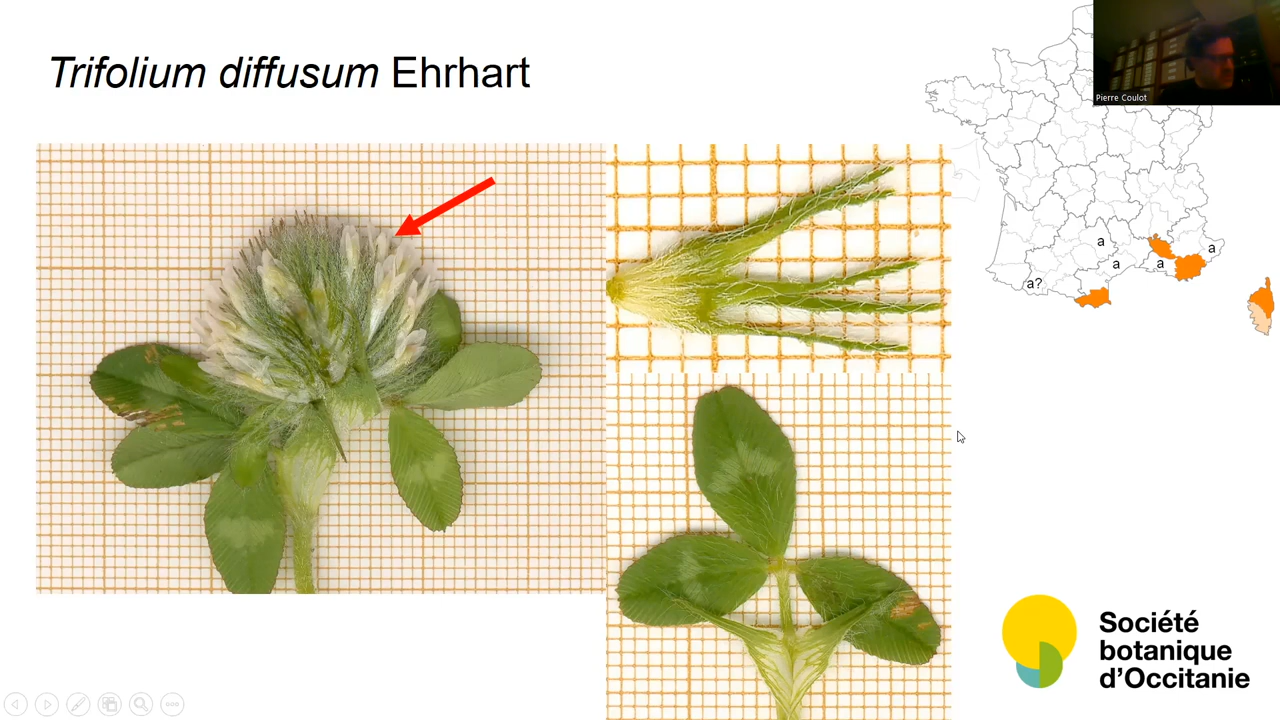 Trifolium diffusum Ehrhart
Pierre Coulot
a
a
a
a
a?
Société
botanique
d'Occitanie